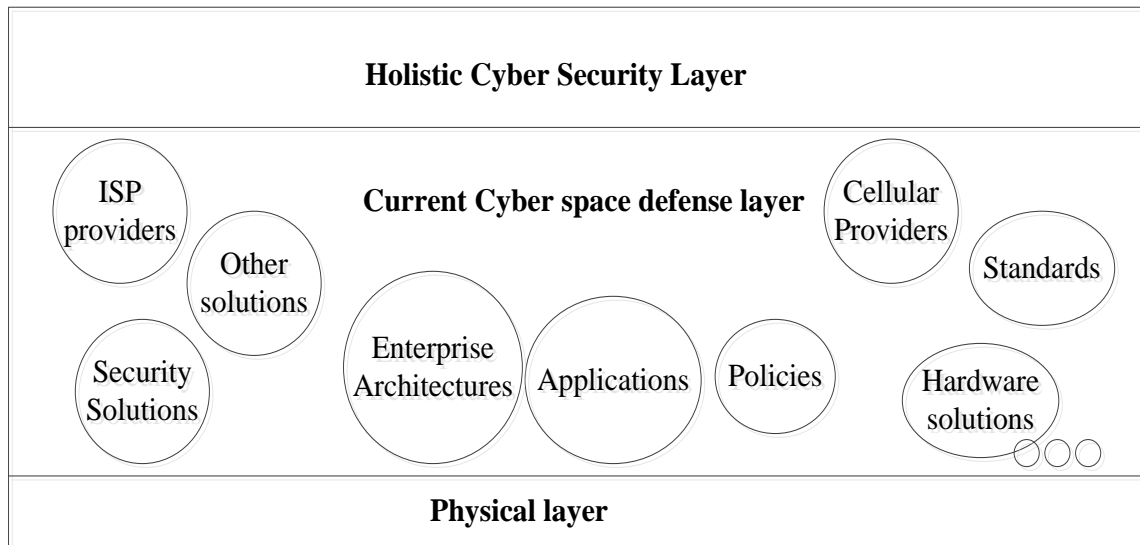 Holistic Cyber Security Layer
ISP
providers
Current Cyber space defense layer
Cellular
Providers
Other
solutions
Standards
Security
Solutions
Enterprise
Architectures
Applications
Policies
Hardware
solutions
Physical layer